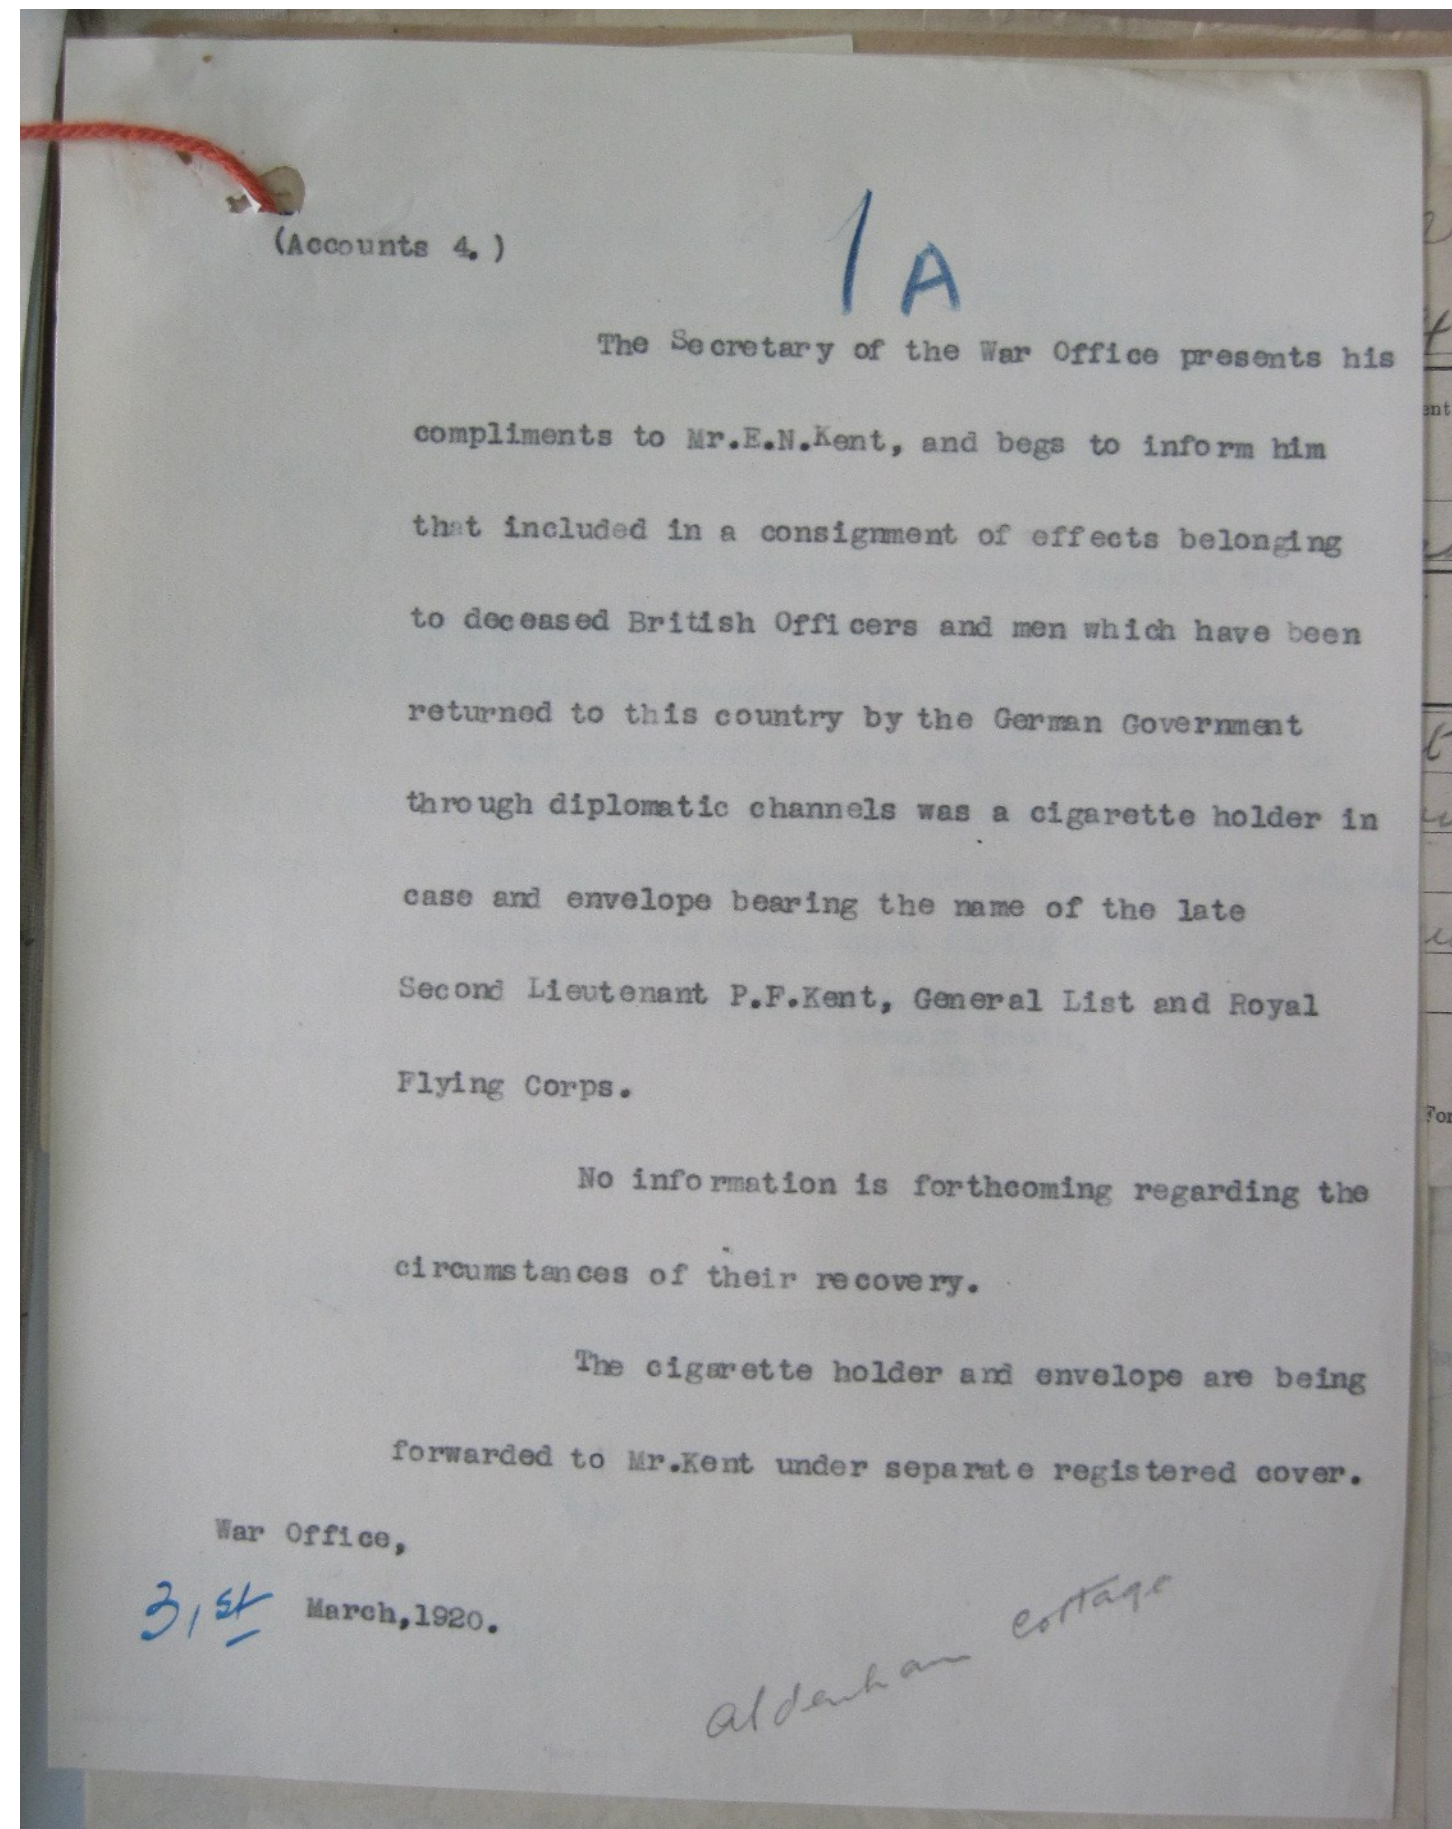 (Accounts 4.)
1A
The Secretary of the War Office presents his
compliments to Mr.E.N.Kent, and begs to inform him
that included in a consignment of effects belonging
to deceased British Officers and men which have been
returned to this country by the German Government
through diplomatic channels was a cigarette holder in
case and envelope bearing the name of the late
Second Lieutenant P.F.Kent, General List and Royal
Flying Corps.
No information is forthcoming regarding the
circumstances of their recovery.
The cigarette holder and envelope are being
forwarded to Mr.Kent under separate registered cover.
War Office,
31st March,1920.
Aldenham Cottage